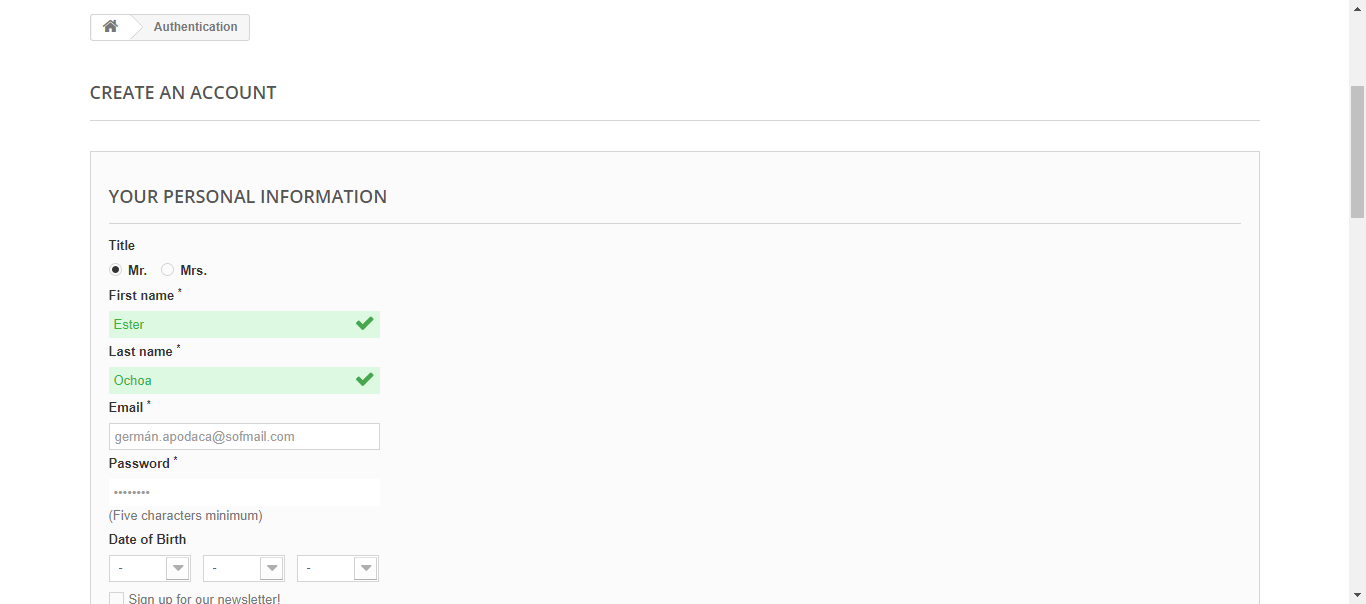 Authentication
CREATE AN ACCOUNT
YOUR PERSONAL INFORMATION
Title
Mr. Mrs.
First name *
Ester
Last name *
Ochoa
Email *
germán.apodaca@sofmail.com
Password *
••••••••
(Five characters minimum)
Date of Birth
- - -
Sign up for our newsletter!